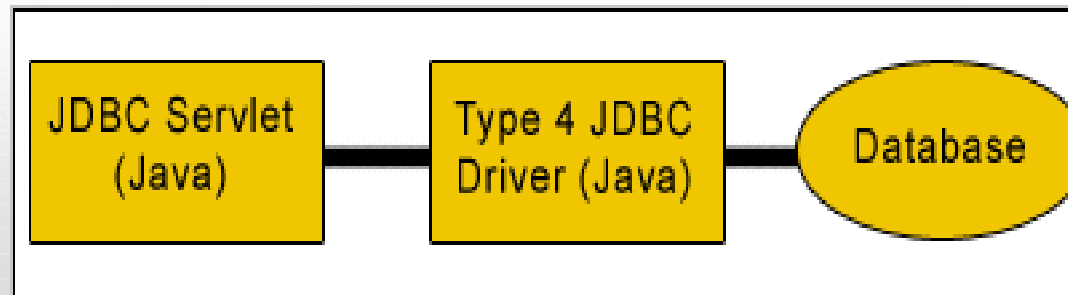 JDBC Servlet
(Java)
Type 4 JDBC
Driver (Java)
Database